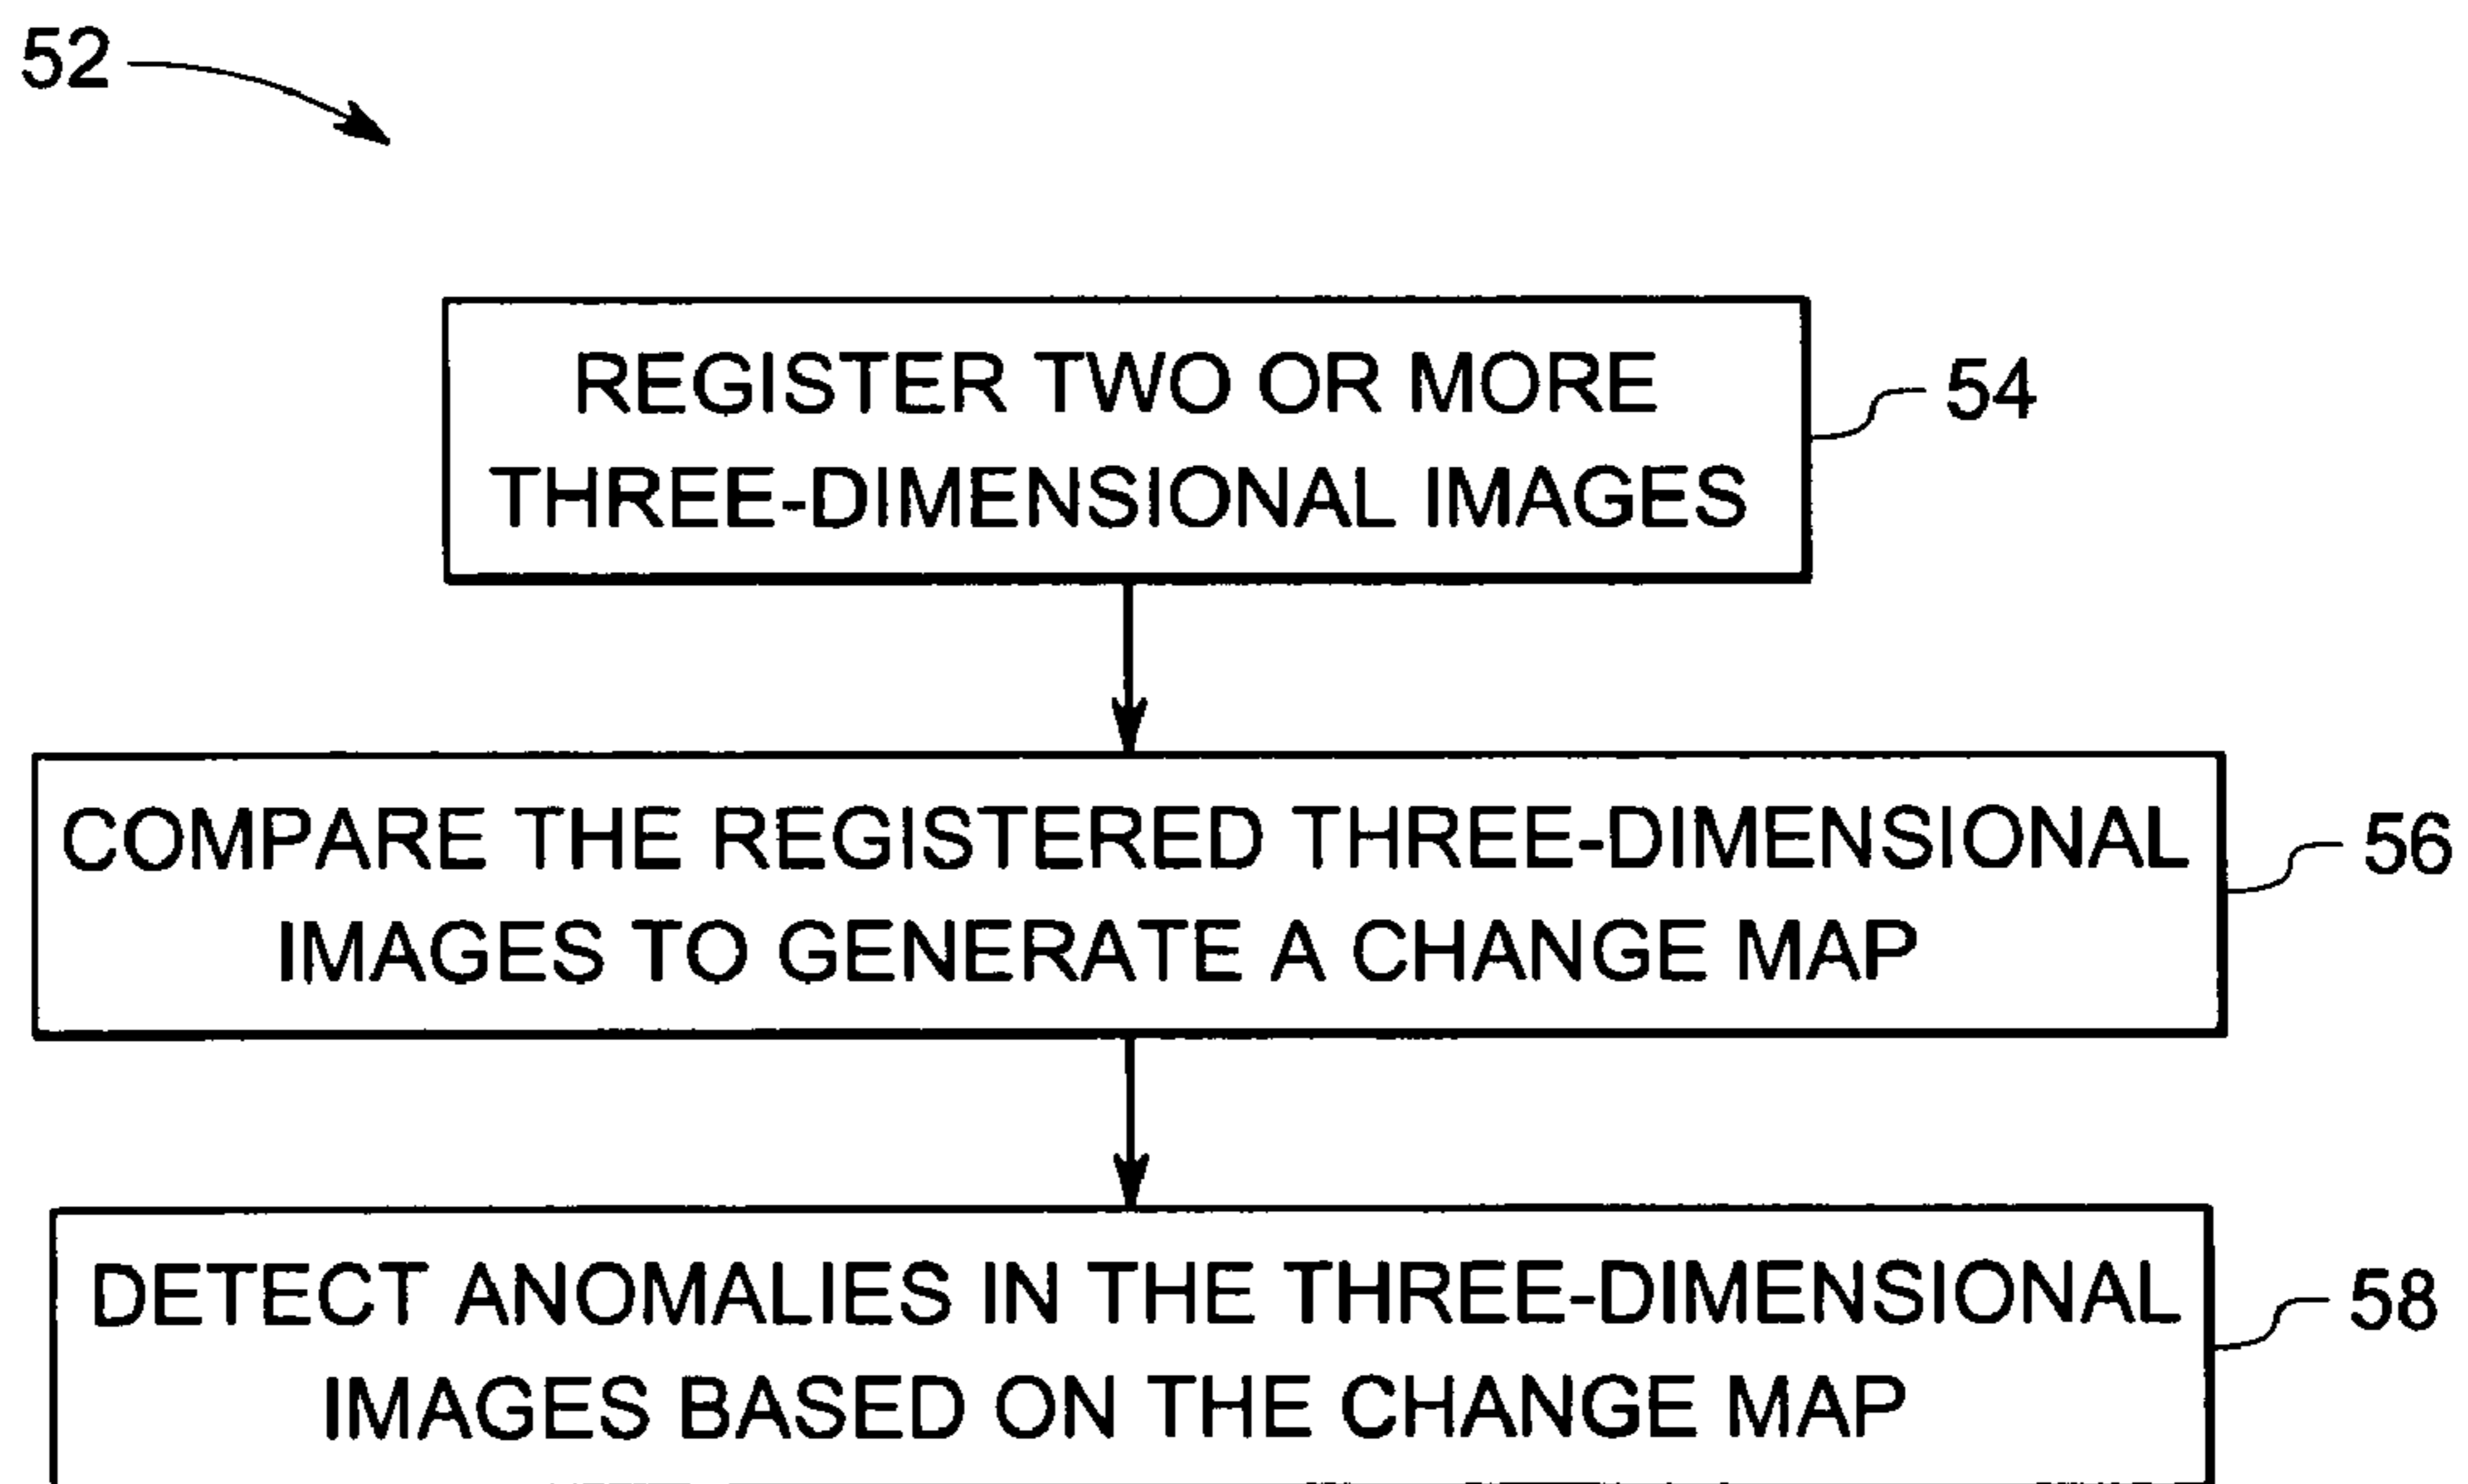 52
REGISTER TWO OR MORE
THREE-DIMENSIONAL IMAGES
54
COMPARE THE REGISTERED THREE-DIMENSIONAL
IMAGES TO GENERATE A CHANGE MAP
56
DETECT ANOMALIES IN THE THREE-DIMENSIONAL
IMAGES BASED ON THE CHANGE MAP
58